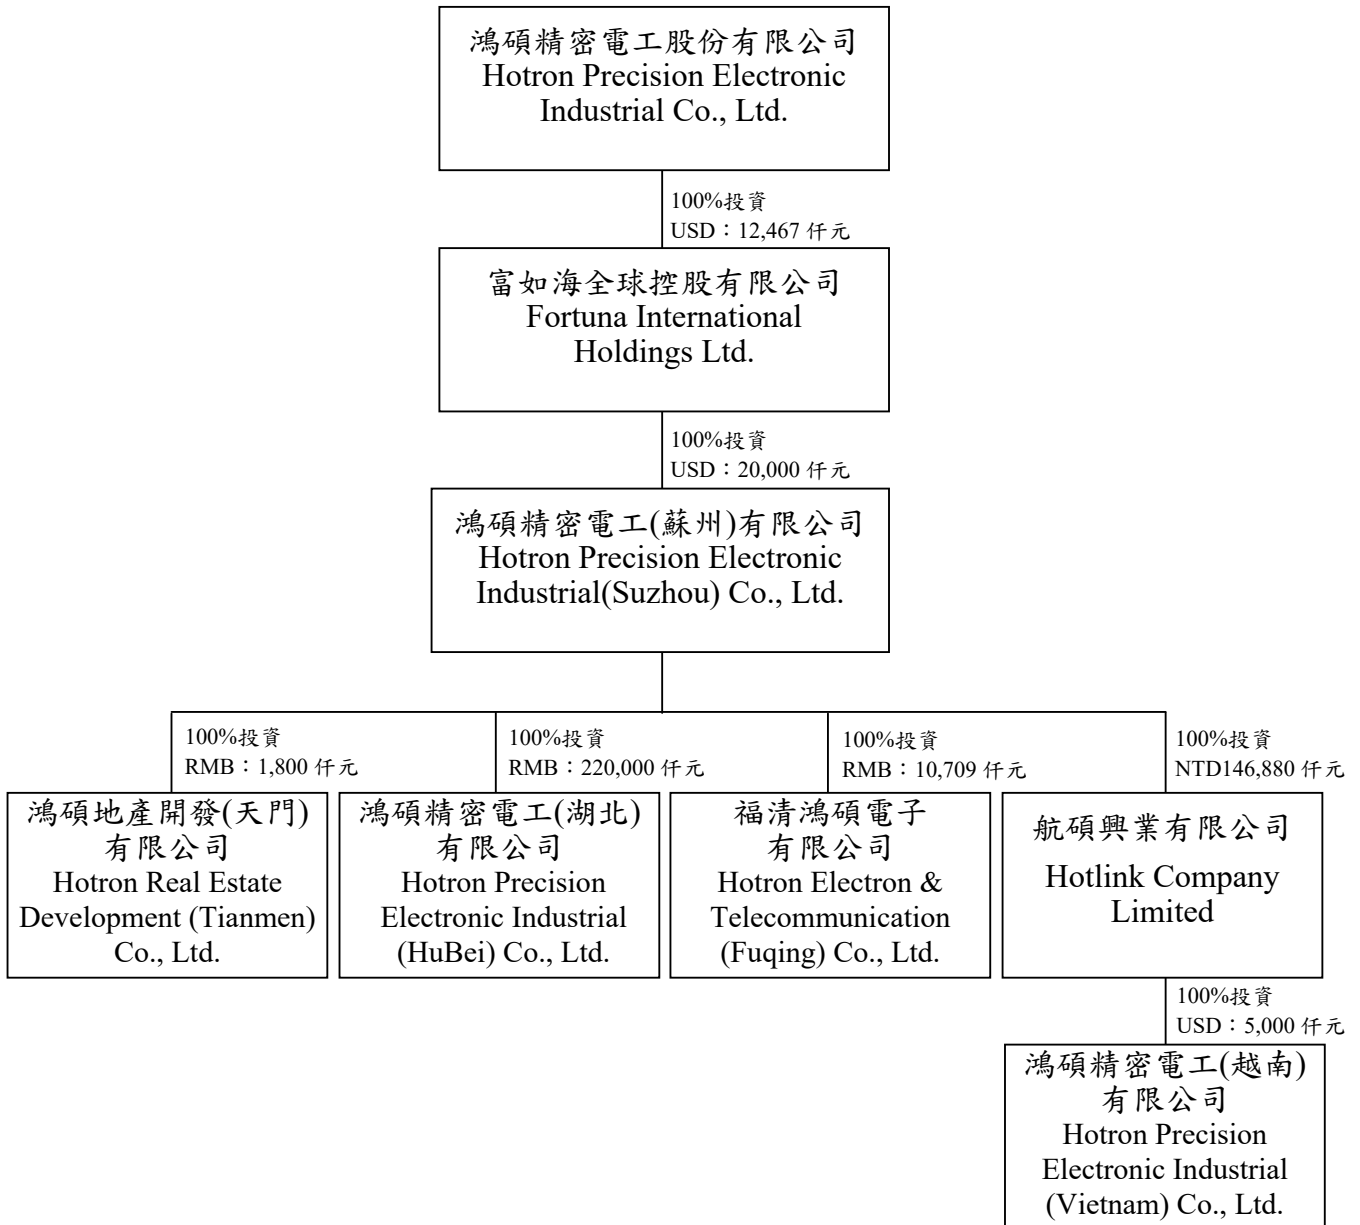 鴻碩精密電工股份有限公司
Hotron Precision Electronic
Industrial Co., Ltd.
100%投資
USD：12,467 仟元
富如海全球控股有限公司
Fortuna International
Holdings Ltd.
100%投資
USD：20,000 仟元
鴻碩精密電工(蘇州)有限公司
Hotron Precision Electronic
Industrial(Suzhou) Co., Ltd.
100%投資
RMB：1,800 仟元
100%投資
RMB：220,000 仟元
100%投資
RMB：10,709 仟元
100%投資
NTD146,880 仟元
鴻碩地產開發(天門)
有限公司
Hotron Real Estate
Development (Tianmen)
Co., Ltd.
鴻碩精密電工(湖北)
有限公司
Hotron Precision
Electronic Industrial
(HuBei) Co., Ltd.
福清鴻碩電子
有限公司
Hotron Electron &
Telecommunication
(Fuqing) Co., Ltd.
航碩興業有限公司
Hotlink Company
Limited
100%投資
USD：5,000 仟元
鴻碩精密電工(越南)
有限公司
Hotron Precision
Electronic Industrial
(Vietnam) Co., Ltd.